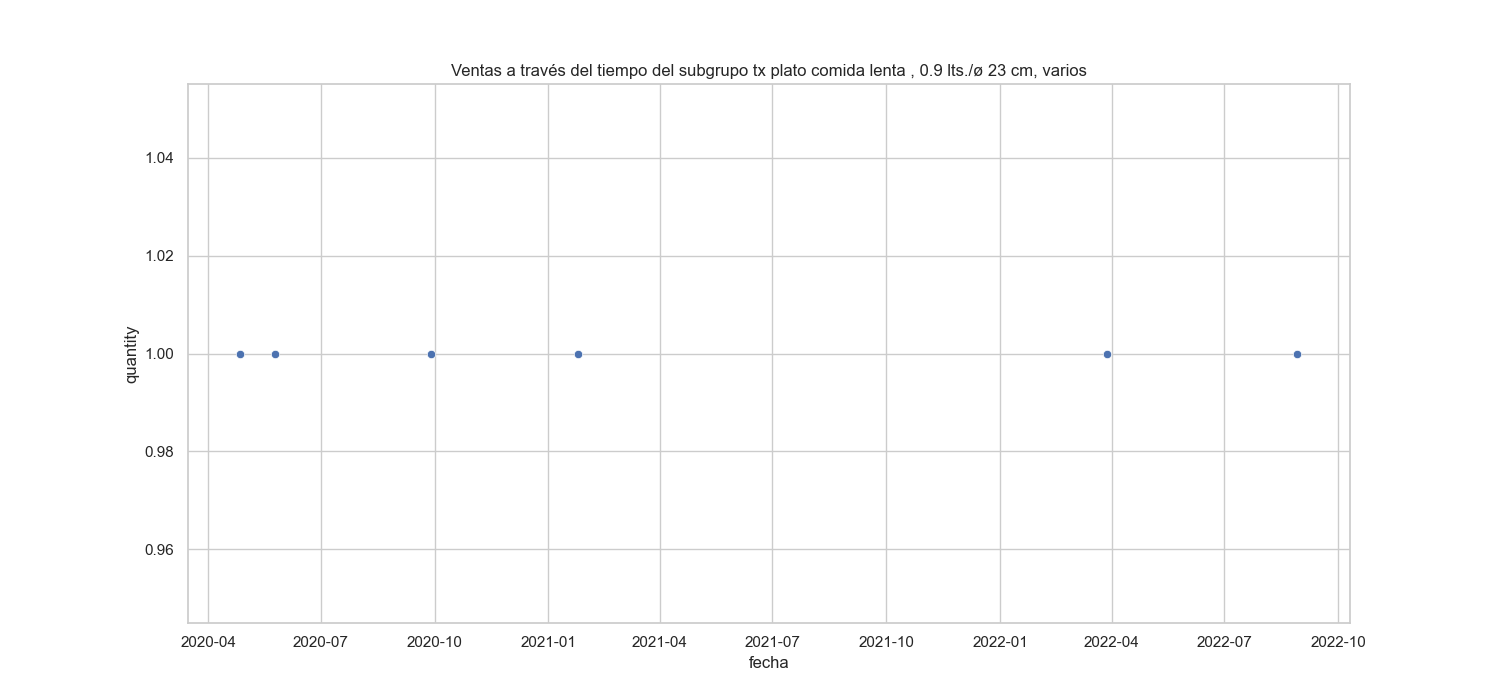 Ventas a través del tiempo del subgrupo tx plato comida lenta , 0.9 lts./ø 23 cm, varios
1.04
1.02
1.00
0.98
0.96
quantity
2020-04 2020-07 2020-10 2021-01 2021-04 2021-07 2021-10 2022-01 2022-04 2022-07 2022-10
fecha